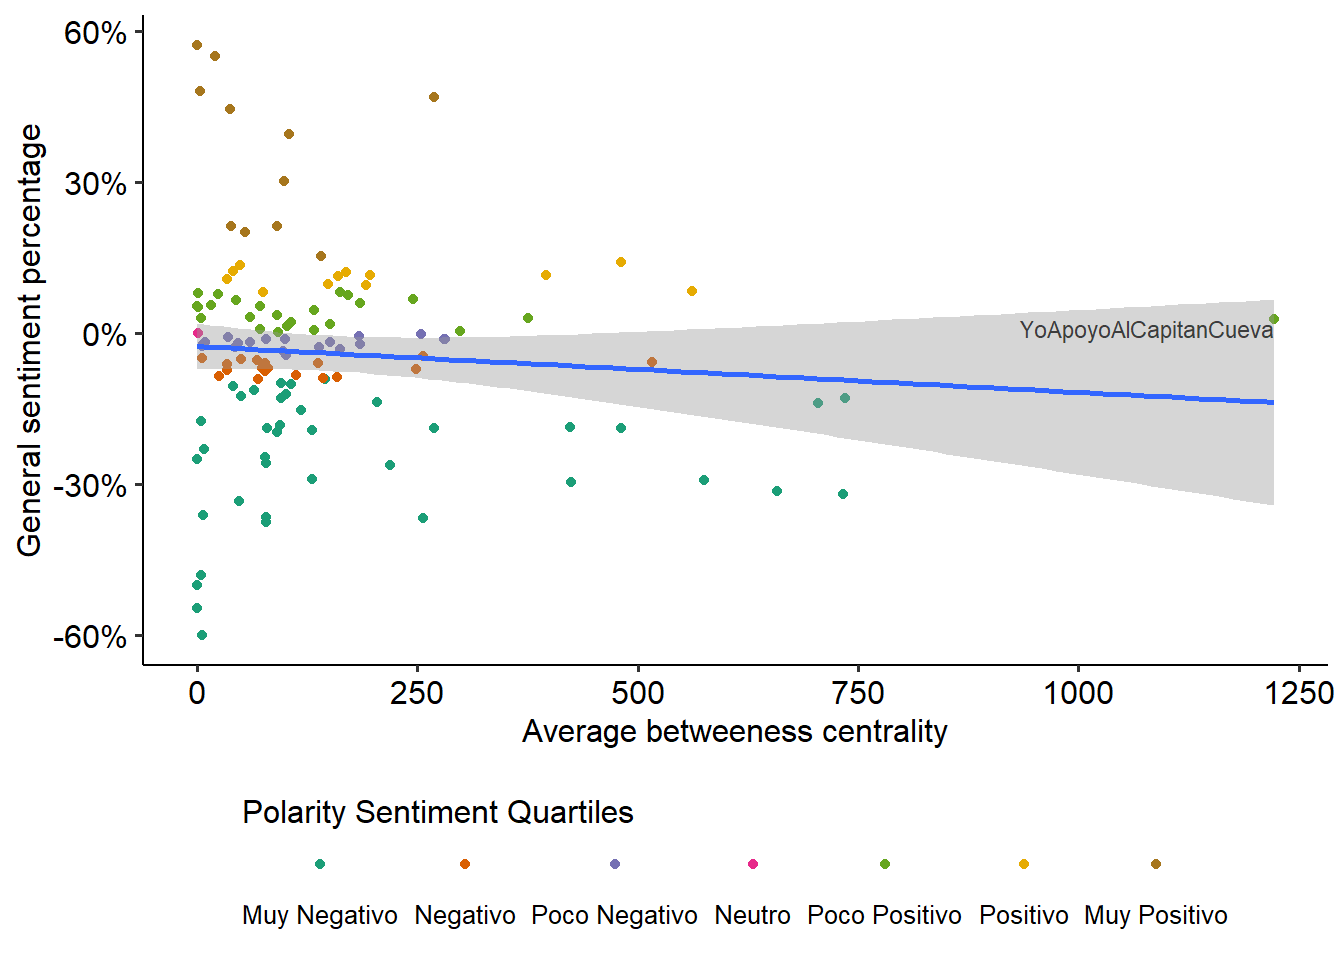 60%
30%
0%
-30%
-60%
General sentiment percentage
YoApoyoAlCapitanCueva
0 250 500 750 1000 1250
Average betweeness centrality
Polarity Sentiment Quartiles
Muy Negativo Negativo Poco Negativo Neutro Poco Positivo Positivo Muy Positivo